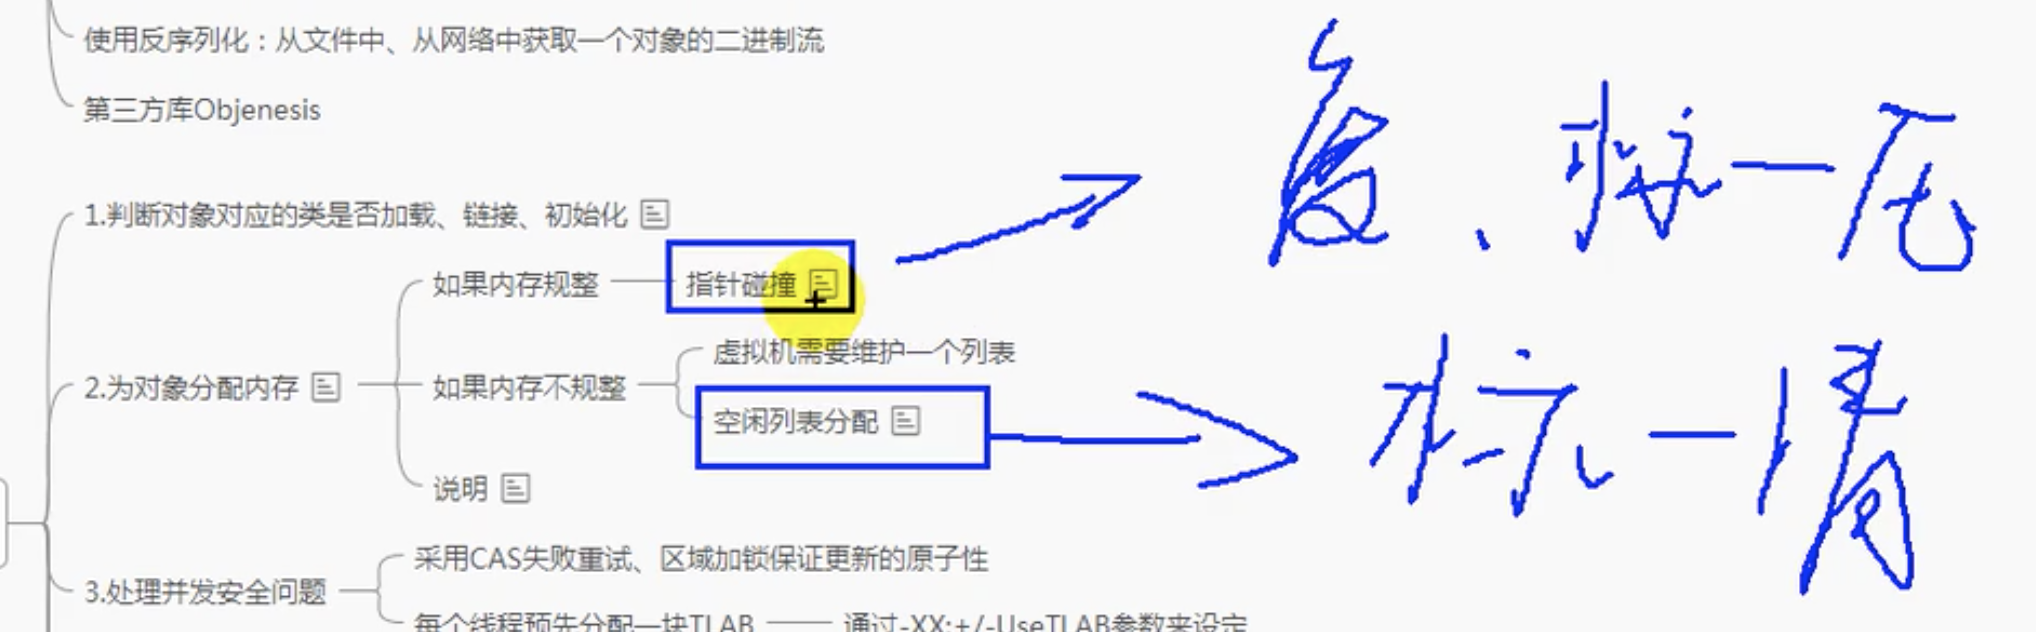 使用反序列化：从文件中、从网络中获取一个对象的二进制流
第三方库Objenesis
1.判断对象对应的类是否加载、链接、初始化
2.为对象分配内存
如果内存规整
指针碰撞
如果内存不规整
虚拟机需要维护一个列表
空闲列表分配
说明
3.处理并发安全问题
采用CAS失败重试、区域加锁保证更新的原子性
每个线程预先分配一块TLAB
通过-XX:+/-UseTLAB参数来设定
复、标一压
标一清